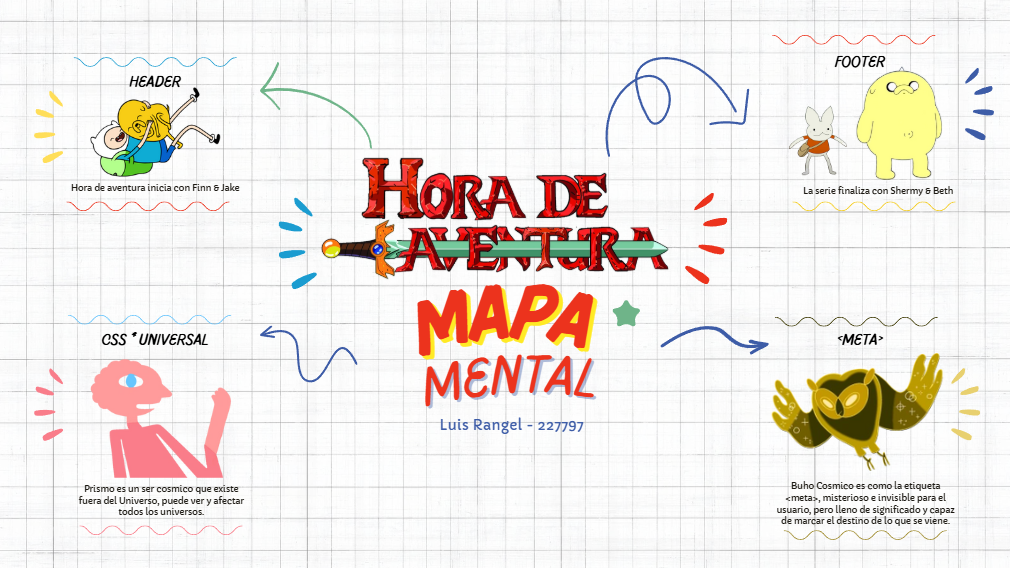 HEADER
Hora de aventura inicia con Finn & Jake
FOOTER
La serie finaliza con Shermy & Beth
HORA DE
AVENTURA
MAPA
MENTAL
Luis Rangel - 227797
CSS * UNIVERSAL
Prismo es un ser cosmico que existe
fuera del Universo, puede ver y afectar
todos los universos.
<META>
Buho Cosmico es como la etiqueta
<meta>, misterioso e invisible para el
usuario, pero lleno de significado y capaz
de marcar el destino de lo que se viene.